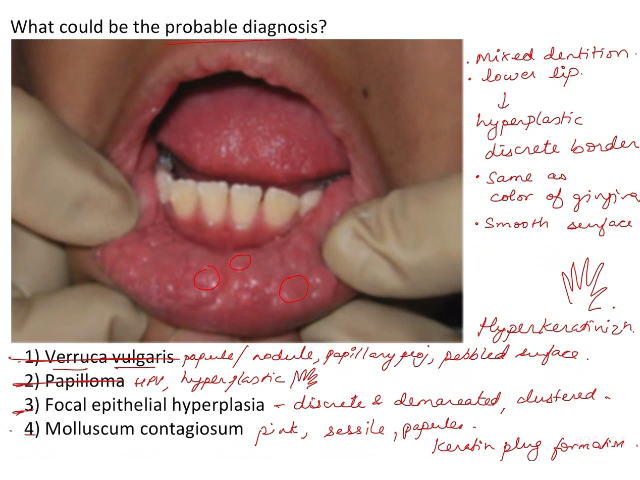 What could be the probable diagnosis?
. mixed dentition.
. lower lip.
↓
hyperplastic
discrete border
• Same as
color of gingiva
• Smooth surface
Hyperkeratinizn.
1) Verruca vulgaris papule/ nodule, papillary proj, pebbled surface.
2) Papilloma HPV, hyperplastic
3) Focal epithelial hyperplasia - discrete & demarcated, clustered.
4) Molluscum contagiosum pink, sessile, papules.
Keratin plug formation.